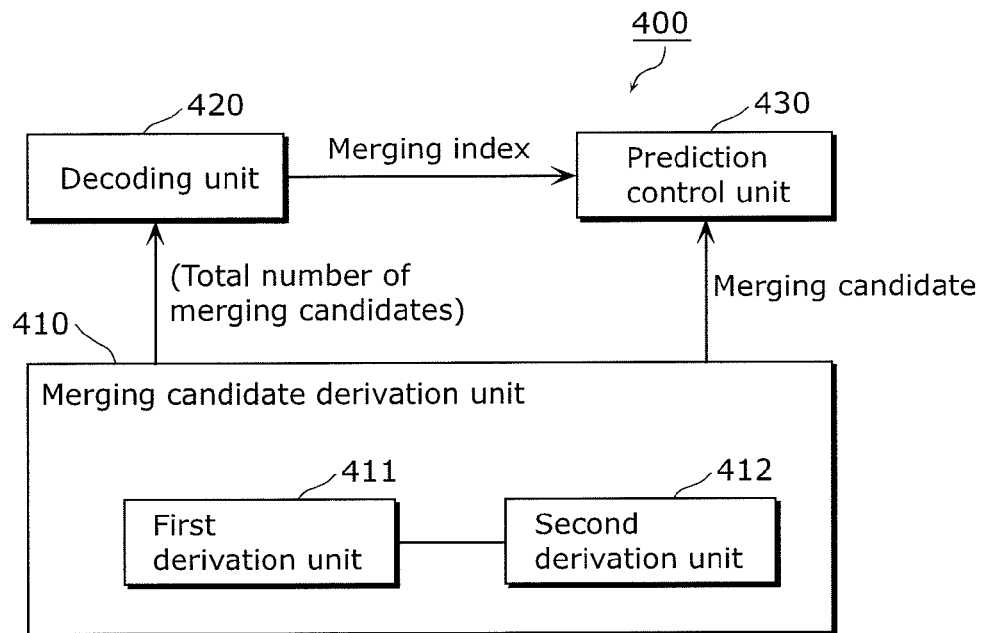 400
420
430
Decoding unit
Merging index
Prediction
control unit
(Total number of
merging candidates)
Merging candidate
410
Merging candidate derivation unit
411
412
First
derivation unit
Second
derivation unit